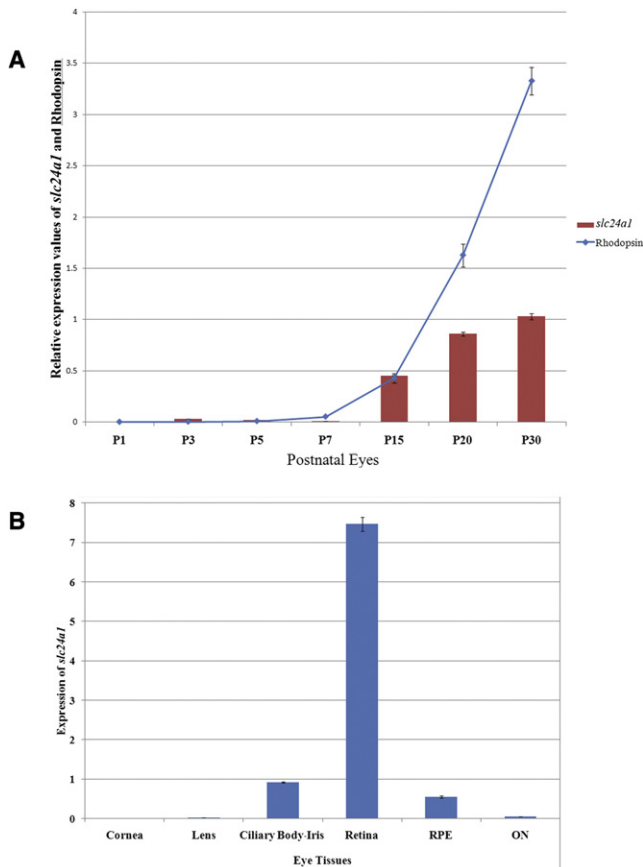 A
Relative expression values of slc24a1 and Rhodopsin
4
3.5
3
2.5
2
1.5
1
0.5
0
P1 P3 P5 P7 P15 P20 P30
Postnatal Eyes
slc24a1
Rhodopsin
B
Expression of slc24a1
8
7
6
5
4
3
2
1
0
Cornea Lens Ciliary Body-Iris Retina RPE ON
Eye Tissues